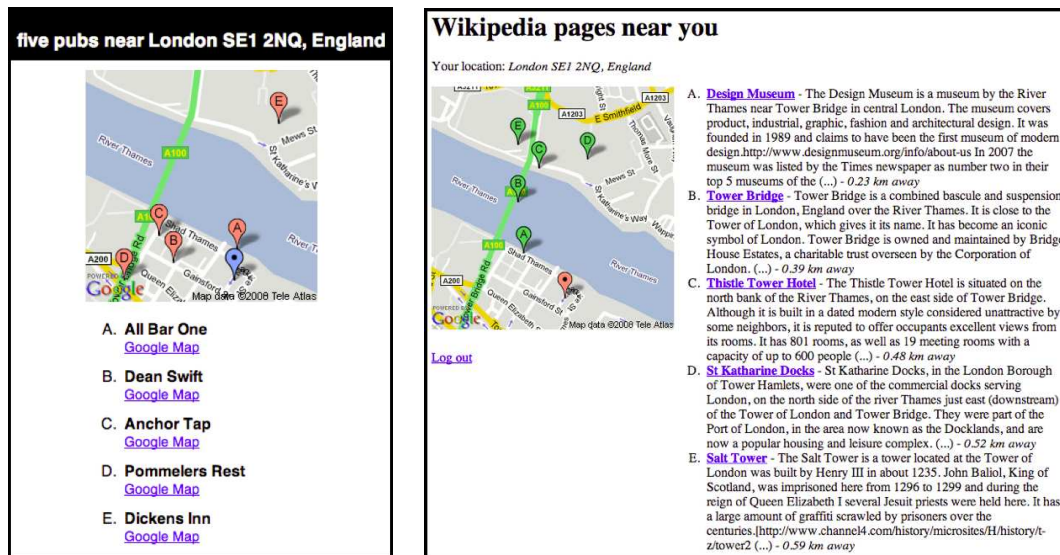 five pubs near London SE1 2NQ, England
E
Mews St
River Thames
A100
St Katharine's W
C
A
Shad Thames
B
D
A200
River T
Queen Eliz
Gainsford St
POWERED BY
Google
Map data ©2008 Tele Atlas
A. All Bar One
Google Map
B. Dean Swift
Google Map
C. Anchor Tap
Google Map
D. Pommelers Rest
Google Map
E. Dickens Inn
Google Map
Wikipedia pages near you
Your location: London SE1 2NQ, England
A3211
A100
A1203
A1203
E Smithfield
Thomas More St
E
D
C
Mews St
River Thames
B
St Katharine's Way
Wapping
A100
A
Shad Thames
River Thames
A200
Tower Bridge Rd
Gainsford St
Queen Elizabeth St
Google
Map data ©2008 Tele Atlas
Log out
A. Design Museum - The Design Museum is a museum by the River
Thames near Tower Bridge in central London. The museum covers
product, industrial, graphic, fashion and architectural design. It was
founded in 1989 and claims to have been the first museum of modern
design.http://www.designmuseum.org/info/about-us In 2007 the
museum was listed by the Times newspaper as number two in their
top 5 museums of the (...) - 0.23 km away
B. Tower Bridge - Tower Bridge is a combined bascule and suspension
bridge in London, England over the River Thames. It is close to the
Tower of London, which gives it its name. It has become an iconic
symbol of London. Tower Bridge is owned and maintained by Bridge
House Estates, a charitable trust overseen by the Corporation of
London. (...) - 0.39 km away
C. Thistle Tower Hotel - The Thistle Tower Hotel is situated on the
north bank of the River Thames, on the east side of Tower Bridge.
Although it is built in a dated modern style considered unattractive by
some neighbors, it is reputed to offer occupants excellent views from
its rooms. It has 801 rooms, as well as 19 meeting rooms with a
capacity of up to 600 people (...) - 0.48 km away
D. St Katharine Docks - St Katharine Docks, in the London Borough
of Tower Hamlets, were one of the commercial docks serving
London, on the north side of the river Thames just east (downstream)
of the Tower of London and Tower Bridge. They were part of the
Port of London, in the area now known as the Docklands, and are
now a popular housing and leisure complex. (...) - 0.52 km away
E. Salt Tower - The Salt Tower is a tower located at the Tower of
London was built by Henry III in about 1235. John Baliol, King of
Scotland, was imprisoned here from 1296 to 1299 and during the
reign of Queen Elizabeth I several Jesuit priests were held here. It has
a large amount of graffiti scrawled by prisoners over the
centuries.[http://www.channel4.com/history/microsites/H/history/t-
z/tower2 (...) - 0.59 km away